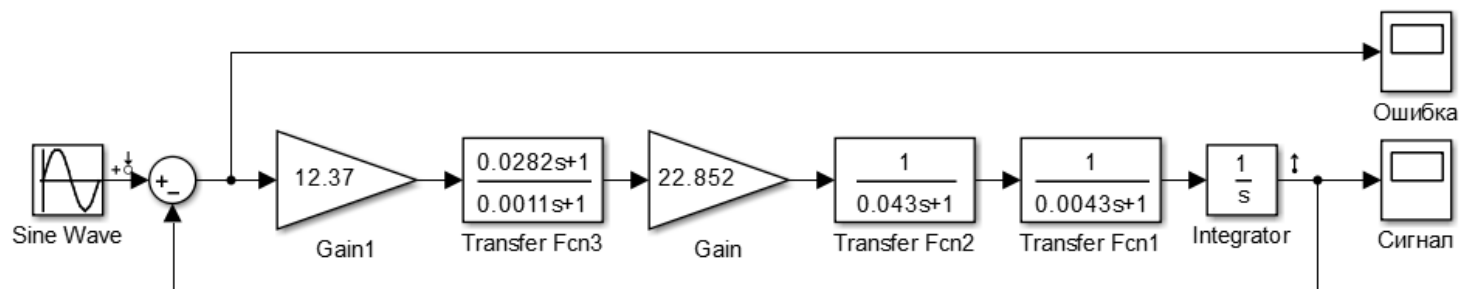 Ошибка
+
+
−
12.37
0.0282s+1
0.0011s+1
22.852
1
0.043s+1
1
0.0043s+1
1
s
Sine Wave
Gain1
Transfer Fcn3
Gain
Transfer Fcn2
Transfer Fcn1
Integrator
Сигнал